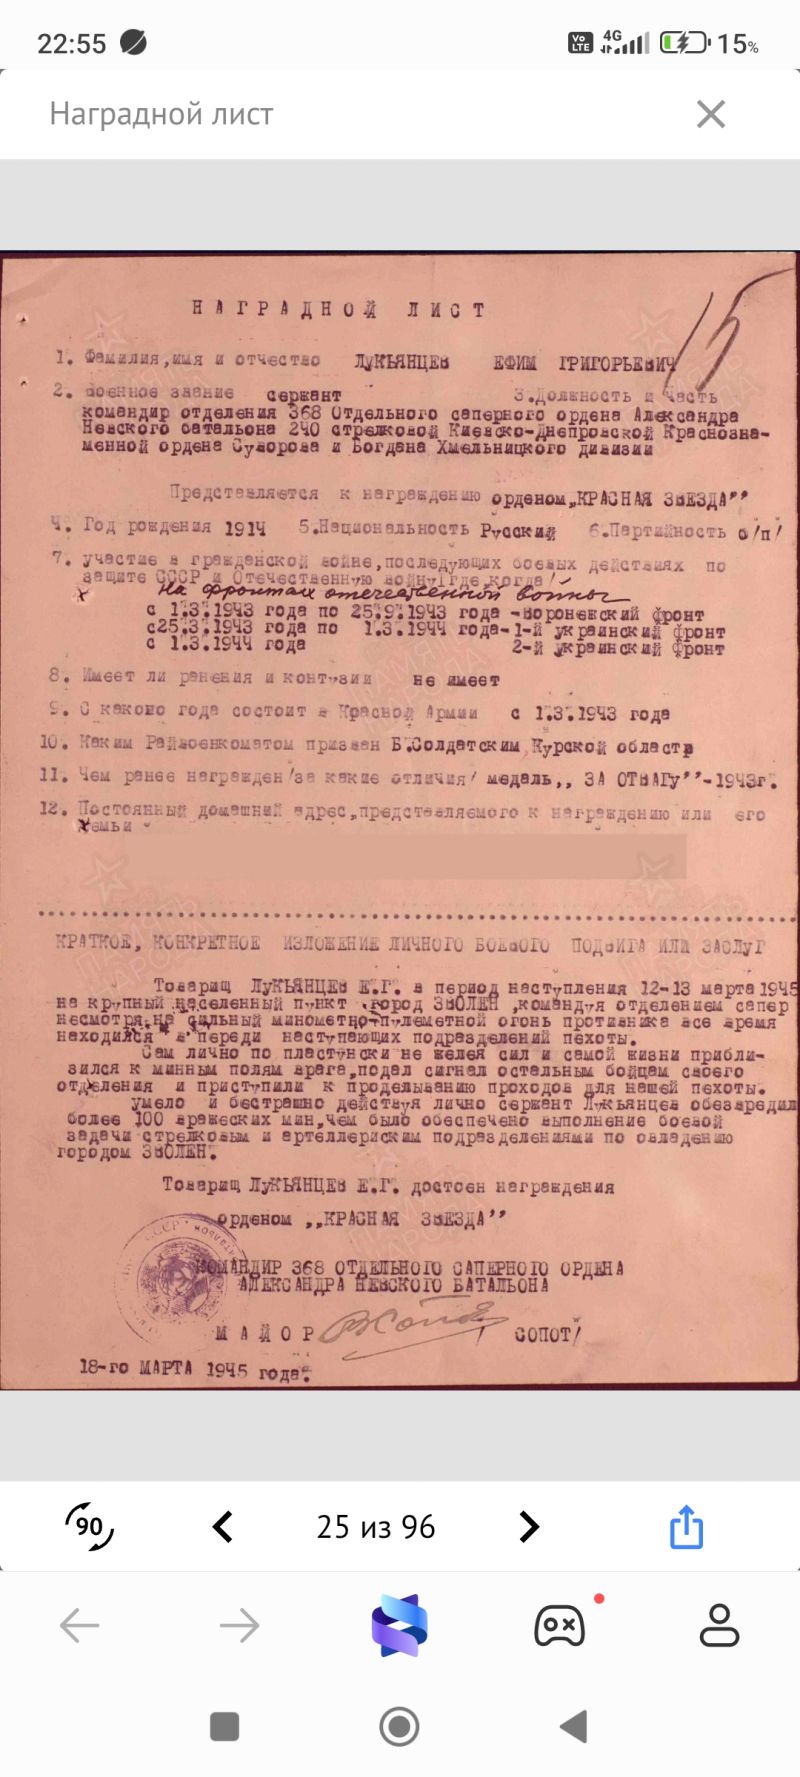 22:55 Vo LTE 4G 15%
Наградной лист
НАГРАДНОЙ ЛИСТ
15
1. Фамилия,имя и отчество ЛУКЬЯНЦЕВ ЕФИМ ГРИГОРЬЕВИЧ
2. Военное звание сержант 3.Должность и часть
командир отделения 368 Отдельного саперного ордена Александра
Невского батальона 240 стрелковой Киевско-Днепровской Краснозна-
менной ордена Суворова и Богдана Хмельницкого дивизии
Представляется к награждению орденом „КРАСНАЯ ЗВЕЗДА"
4. Год рождения 1914 5.Национальность Русский 6.Партийность б/п/
7. участие в гражданской войне,последующих боевых действиях по
защите СССР и Отечественную войну/где,когда/
На фронтах отечественной войны
с 1"3".1943 года по 25"9".1943 года -Воронежский фронт
с25"3".1943 года по 1.3".1944 года-1-й украинский фронт
с 1.3".1944 года 2-й украинский фронт
8. Имеет ли ранения и контузии не имеет
9. С какого года состоит в Красной Армии с 1"3".1943 года
10. Каким Райвоенкоматом призван Б.Солдатским Курской област
11. Чем ранее награжден/за какие отличия/ медаль „ ЗА ОТВАГУ"-1943г.
12. Постоянный домашний адрес,представляемого к награждению или его
семьи
КРАТКОЕ, КОНКРЕТНОЕ ИЗЛОЖЕНИЕ ЛИЧНОГО БОЕВОГО ПОДВИГА ИЛИ ЗАСЛУГ
Товарищ ЛУКЬЯНЦЕВ Е.Г. в период наступления 12-13 марта 1945
на крупный населенный пункт город ЗВОЛЕН ,командуя отделением сапер
несмотря на сильный минометно-пулеметной огонь противника все время
находился в переди наступающих подразделений пехоты.
Сам лично по пластунски не желея сил и самой жизни прибли-
зился к минным полям врага,подал сигнал остальным бойцам своего
отделения и приступили к проделыванию проходов для нашей пехоты.
умело и бестрашно действуя лично сержант Лукьянцев обезвредил
более 100 вражеских мин,чем было обеспечено выполнение боевой
задачи стрелковым и артеллериским подразделениями по овладению
городом ЗВОЛЕН.
Товарищ ЛУКЬЯНЦЕВ Е.Г. достоен награждения
орденом „КРАСНАЯ ЗВЕЗДА"
КОМАНДИР 368 ОТДЕЛЬНОГО САПЕРНОГО ОРДЕНА
АЛЕКСАНДРА НЕВСКОГО БАТАЛЬОНА
МАЙОР /СОПОТ/
18-го МАРТА 1945 года.
90 25 из 96